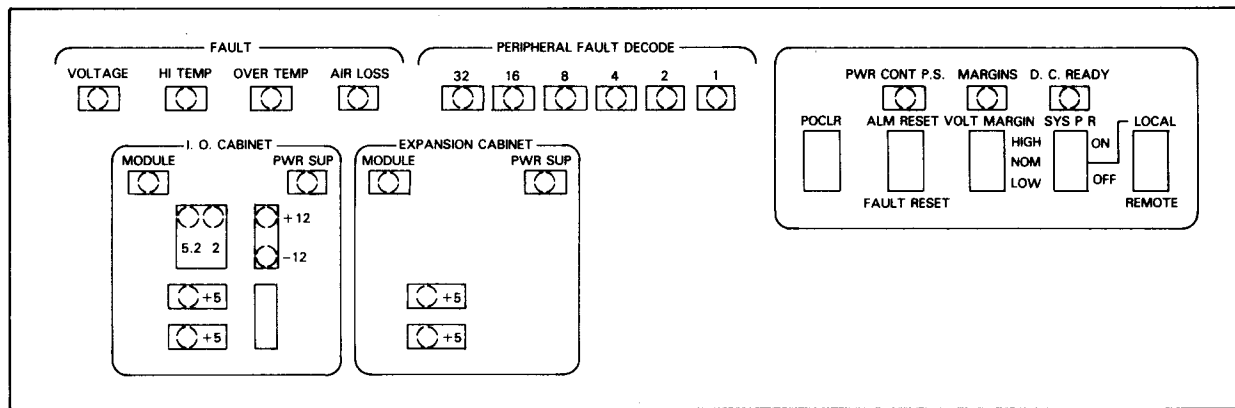 FAULT
VOLTAGE HI TEMP OVER TEMP AIR LOSS
PERIPHERAL FAULT DECODE
32 16 8 4 2 1
PWR CONT P.S. MARGINS D. C. READY
POCLR ALM RESET VOLT MARGIN SYS P R LOCAL
HIGH
NOM
LOW
ON
OFF
FAULT RESET
REMOTE
I. O. CABINET
MODULE PWR SUP
5.2 2
+12
-12
+5
+5
EXPANSION CABINET
MODULE PWR SUP
+5
+5